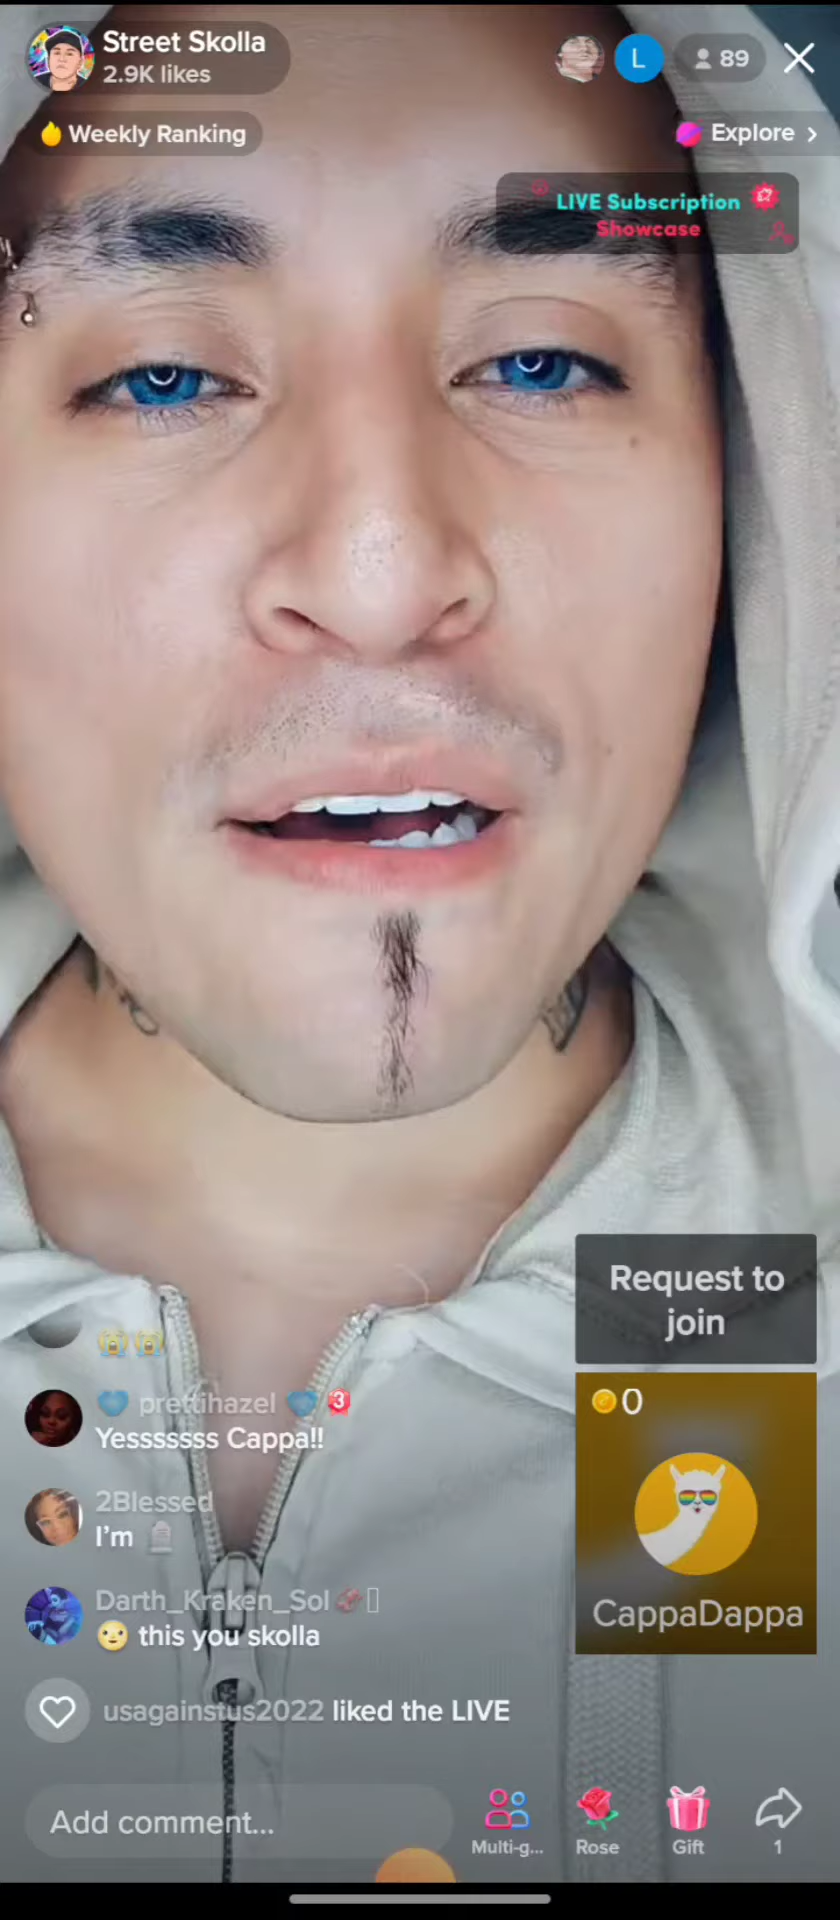 Street Skolla
2.9K likes
L
89
Weekly Ranking
Explore >
LIVE Subscription
Showcase
Request to
join
0
prettihazel 3
Yesssssss Cappa!!
2Blessed
I'm
Darth_Kraken_Sol
this you skolla
CappaDappa
usagainstus2022 liked the LIVE
Add comment...
Multi-g...
Rose
Gift
1